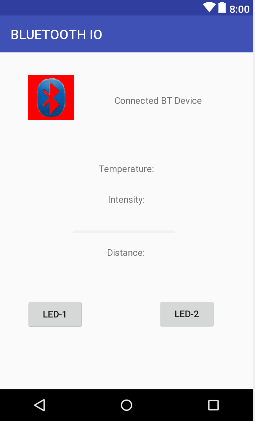 8:00
BLUETOOTH IO
Connected BT Device
Temperature:
Intensity:
Distance:
LED-1
LED-2